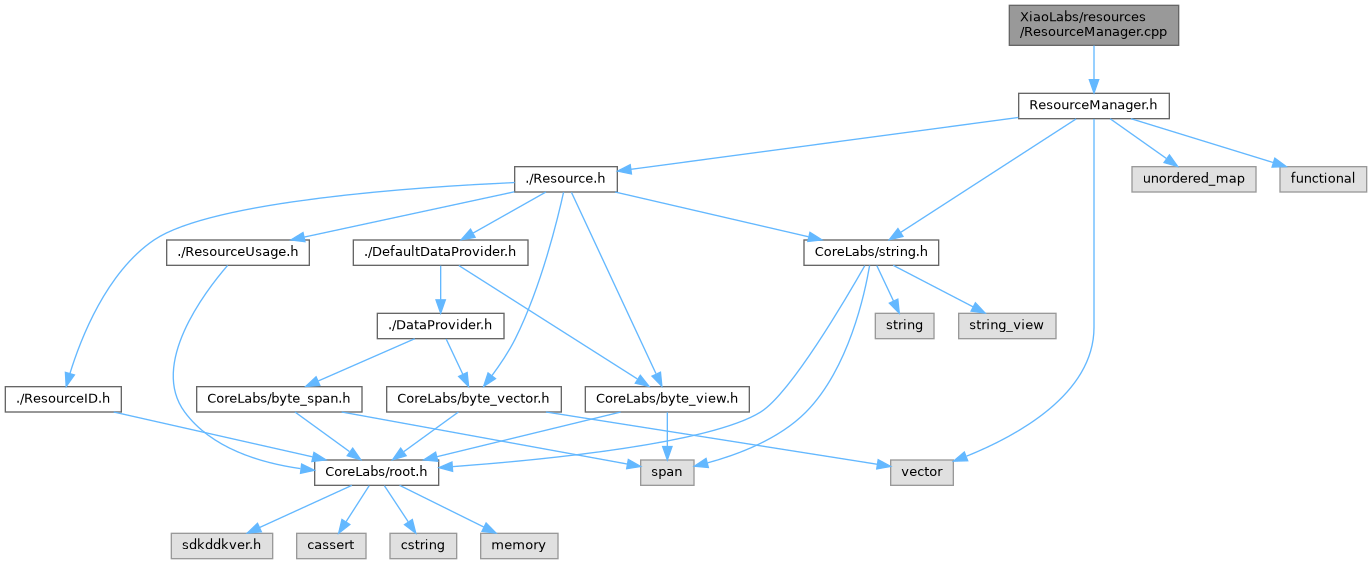 XiaoLabs/resources
/ResourceManager.cpp
ResourceManager.h
./Resource.h
unordered_map
functional
./ResourceUsage.h
./DefaultDataProvider.h
CoreLabs/string.h
./DataProvider.h
string
string_view
./ResourceID.h
CoreLabs/byte_span.h
CoreLabs/byte_vector.h
CoreLabs/byte_view.h
CoreLabs/root.h
span
vector
sdkddkver.h
cassert
cstring
memory